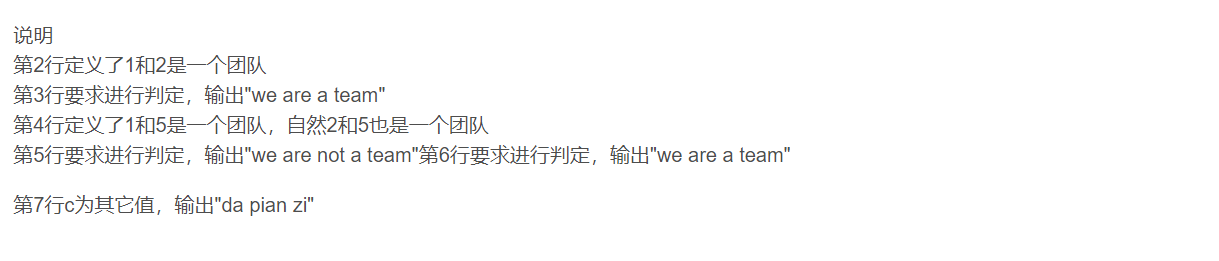 说明
第2行定义了1和2是一个团队
第3行要求进行判定，输出"we are a team"
第4行定义了1和5是一个团队，自然2和5也是一个团队
第5行要求进行判定，输出"we are not a team"第6行要求进行判定，输出"we are a team"
第7行c为其它值，输出"da pian zi"